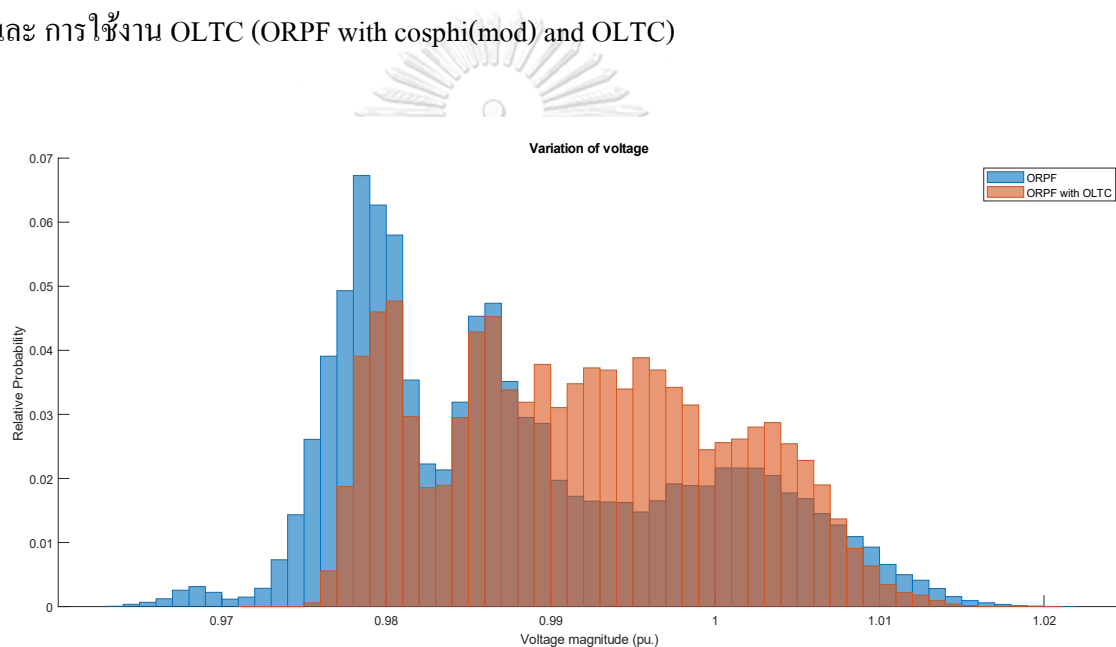 และ การใช้งาน OLTC (ORPF with cosphi(mod) and OLTC)
Variation of voltage
ORPF
ORPF with OLTC
Relative Probability
0.07
0.06
0.05
0.04
0.03
0.02
0.01
0
0.97
0.98
0.99
1
1.01
1.02
Voltage magnitude (pu.)